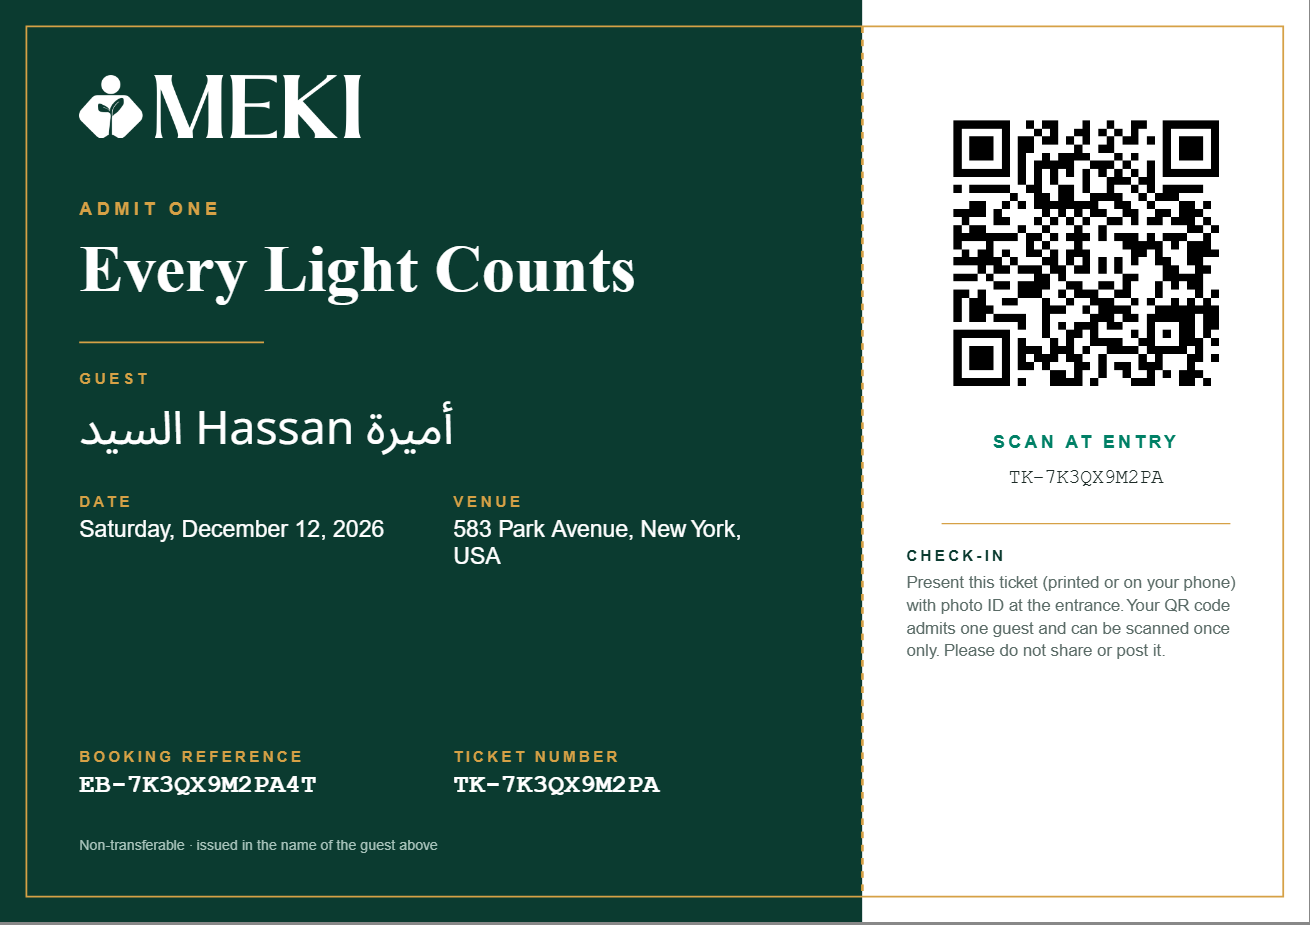 MEKI
ADMIT ONE
Every Light Counts
GUEST
أميرة Hassan السيد
DATE
Saturday, December 12, 2026
VENUE
583 Park Avenue, New York,
USA
BOOKING REFERENCE
EB-7K3QX9M2PA4T
TICKET NUMBER
TK-7K3QX9M2PA
Non-transferable · issued in the name of the guest above
SCAN AT ENTRY
TK-7K3QX9M2PA
CHECK-IN
Present this ticket (printed or on your phone)
with photo ID at the entrance. Your QR code
admits one guest and can be scanned once
only. Please do not share or post it.